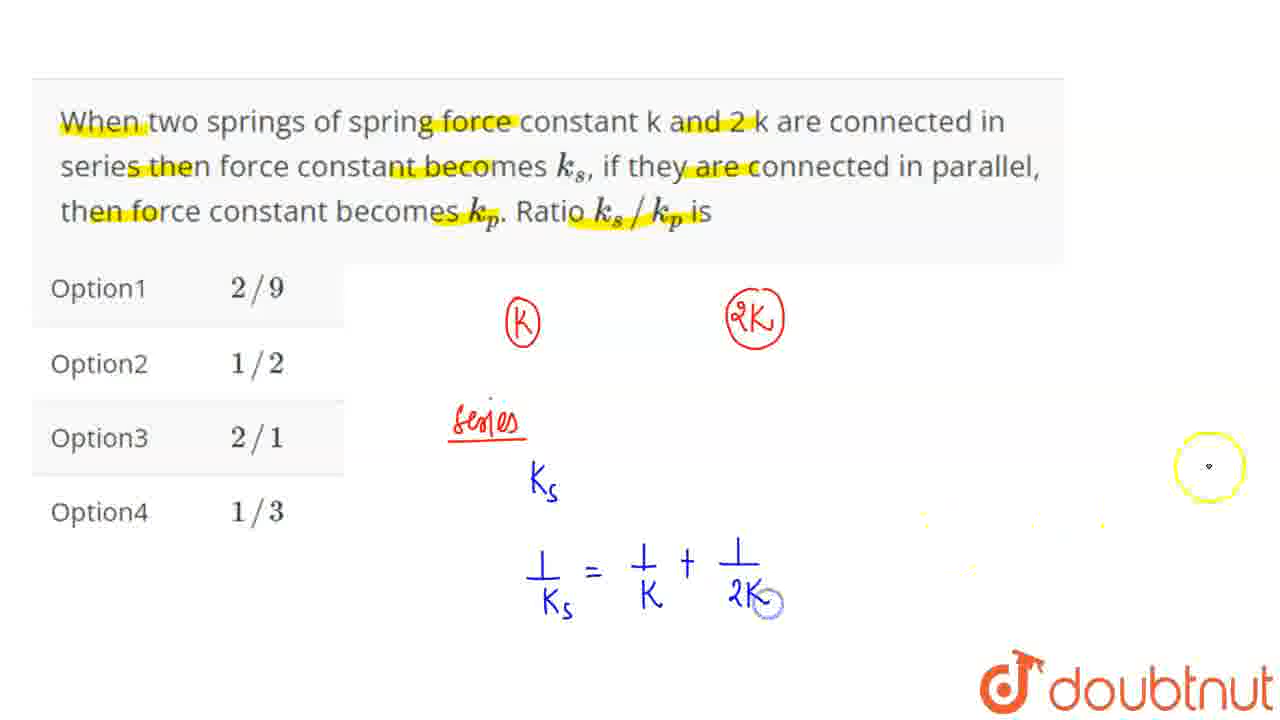 When two springs of spring force constant k and 2 k are connected in
series then force constant becomes k_s, if they are connected in parallel,
then force constant becomes k_p. Ratio k_s / k_p is
Option1 2 / 9
Option2 1 / 2
Option3 2 / 1
Option4 1 / 3
K 2K
Series
K_s
1/K_s = 1/K + 1/2K
doubtnut